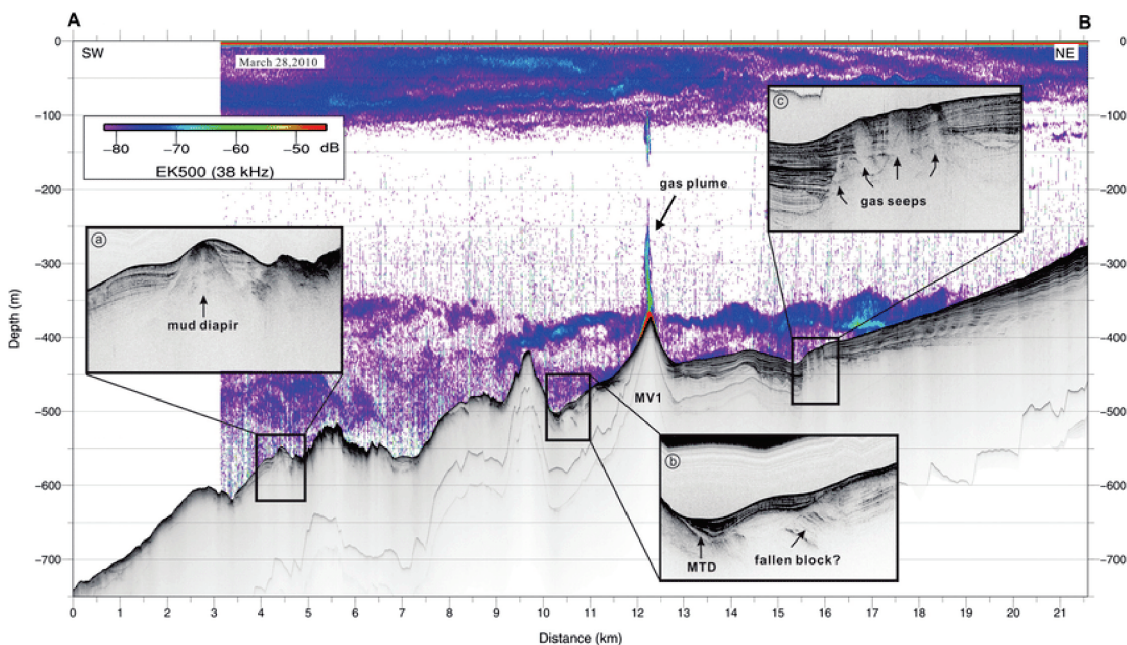 A
B
SW
NE
March 28,2010
−80
−70
−60
−50
dB
EK500 (38 kHz)
gas plume
c
gas seeps
a
mud diapir
MV1
b
MTD
fallen block?
Depth (m)
0
−100
−200
−300
−400
−500
−600
−700
0
−100
−200
−300
−400
−500
−600
−700
0 1 2 3 4 5 6 7 8 9 10 11 12 13 14 15 16 17 18 19 20 21
Distance (km)